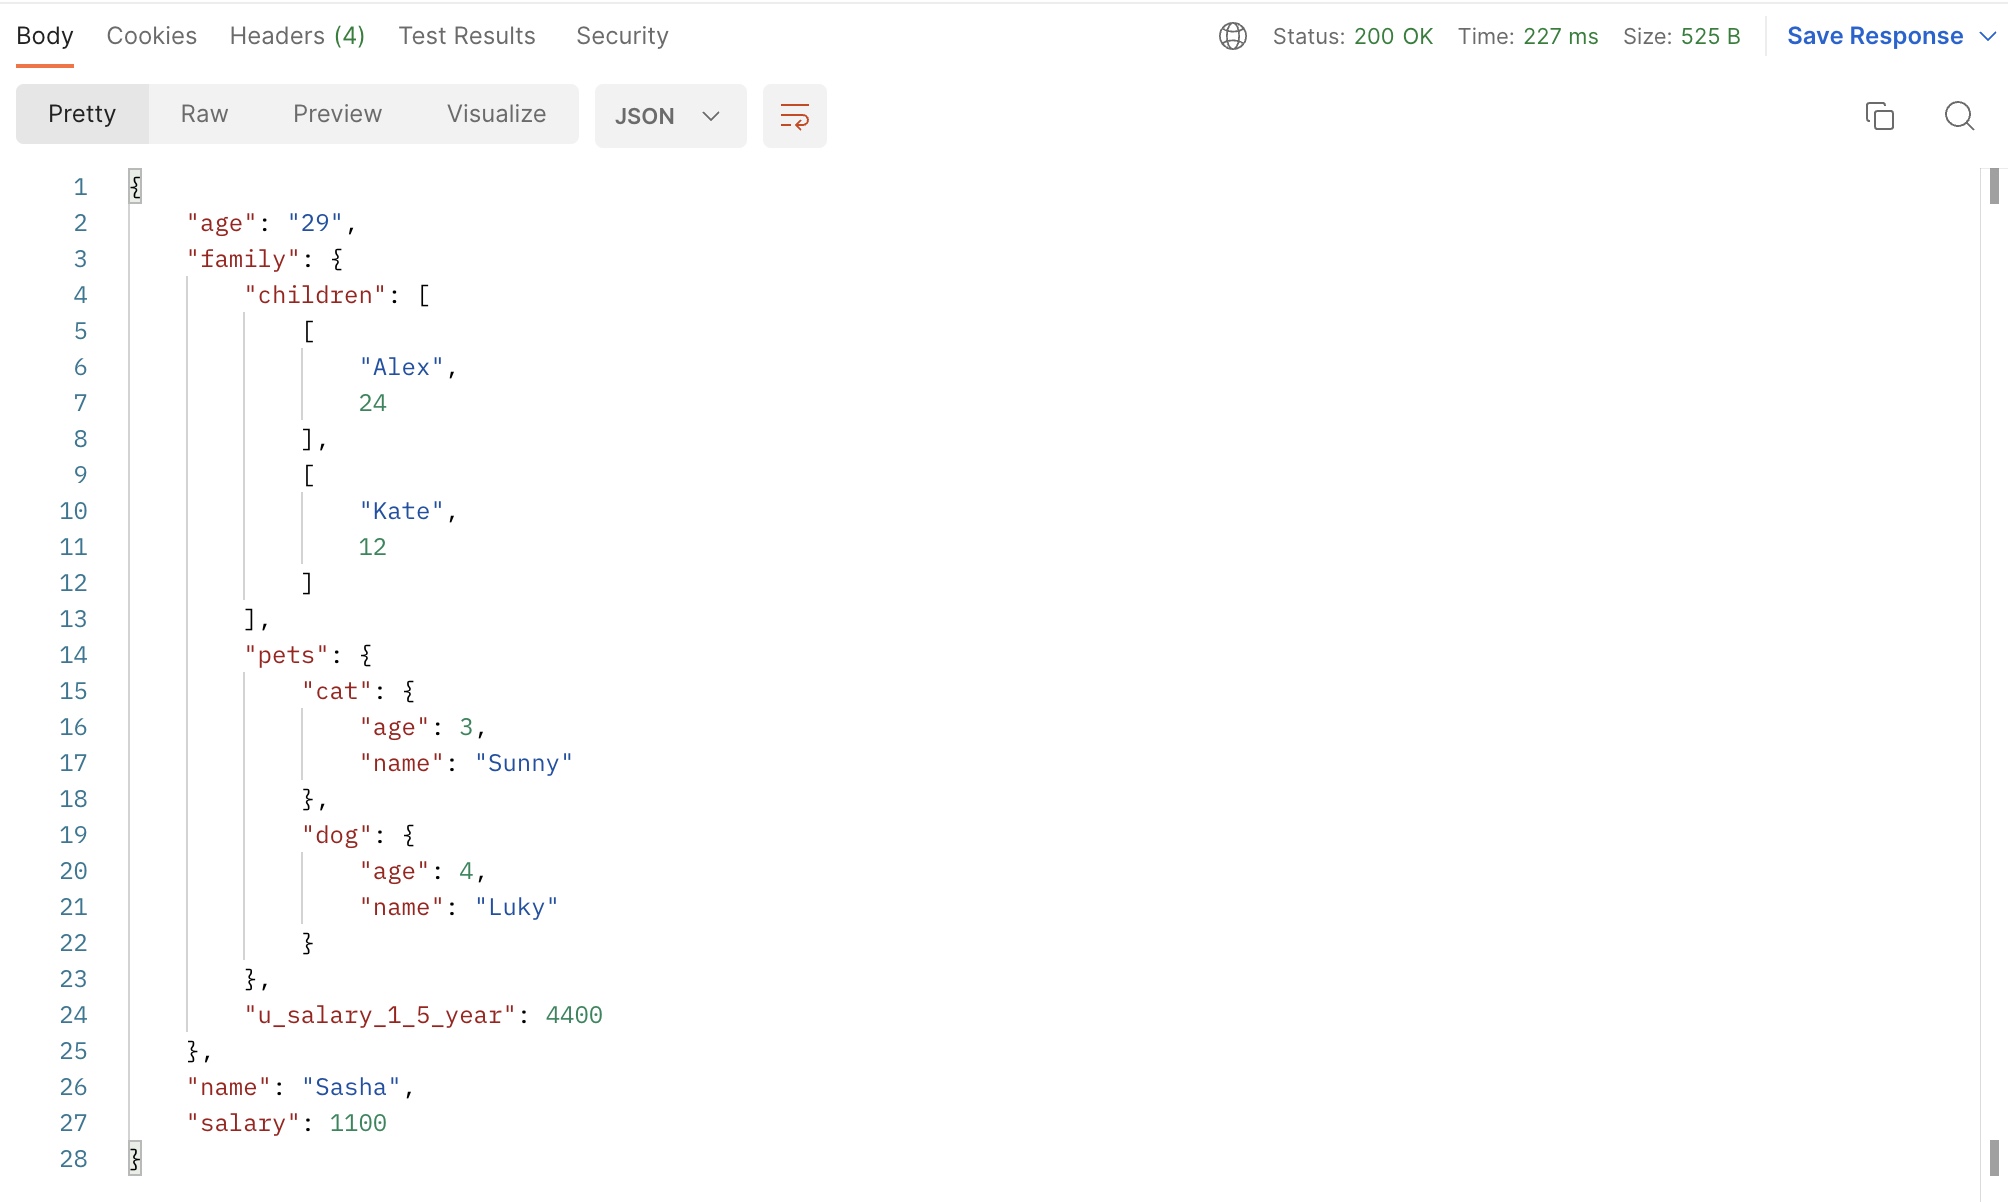 Body Cookies Headers (4) Test Results Security Status: 200 OK Time: 227 ms Size: 525 B Save Response
Pretty Raw Preview Visualize JSON
1 {
2 "age": "29",
3 "family": {
4 "children": [
5 [
6 "Alex",
7 24
8 ],
9 [
10 "Kate",
11 12
12 ]
13 ],
14 "pets": {
15 "cat": {
16 "age": 3,
17 "name": "Sunny"
18 },
19 "dog": {
20 "age": 4,
21 "name": "Luky"
22 }
23 },
24 "u_salary_1_5_year": 4400
25 },
26 "name": "Sasha",
27 "salary": 1100
28 }